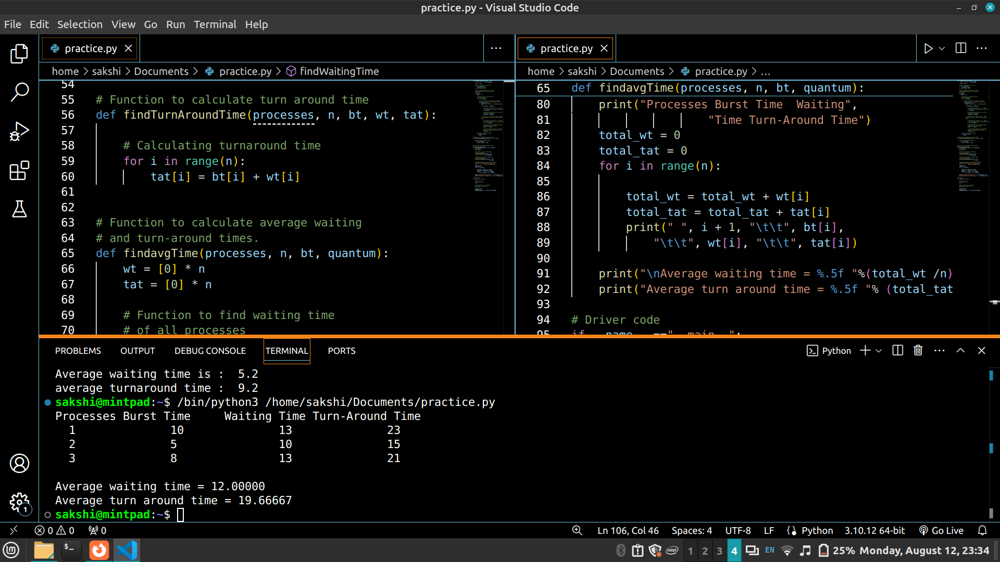 practice.py - Visual Studio Code
File Edit Selection View Go Run Terminal Help
practice.py
home > sakshi > Documents > practice.py > findWaitingTime
54
55 # Function to calculate turn around time
56 def findTurnAroundTime(processes, n, bt, wt, tat):
57
58 # Calculating turnaround time
59 for i in range(n):
60 tat[i] = bt[i] + wt[i]
61
62
63 # Function to calculate average waiting
64 # and turn-around times.
65 def findavgTime(processes, n, bt, quantum):
66 wt = [0] * n
67 tat = [0] * n
68
69 # Function to find waiting time
70 # of all processes
practice.py
home > sakshi > Documents > practice.py > ...
65 def findavgTime(processes, n, bt, quantum):
80 print("Processes Burst Time  Waiting",
81 "Time Turn-Around Time")
82 total_wt = 0
83 total_tat = 0
84 for i in range(n):
85
86 total_wt = total_wt + wt[i]
87 total_tat = total_tat + tat[i]
88 print(" ", i + 1, "\t\t", bt[i],
89 "\t\t", wt[i], "\t\t", tat[i])
90
91 print("\nAverage waiting time = %.5f "%(total_wt /n)
92 print("Average turn around time = %.5f "% (total_tat
93
94 # Driver code
95 if __name__ =="__main__":
PROBLEMS OUTPUT DEBUG CONSOLE TERMINAL PORTS
Python
Average waiting time is :  5.2
average turnaround time :  9.2
sakshi@mintpad:~$ /bin/python3 /home/sakshi/Documents/practice.py
Processes Burst Time     Waiting Time Turn-Around Time
1 10 13 23
2 5 10 15
3 8 13 21
Average waiting time = 12.00000
Average turn around time = 19.66667
sakshi@mintpad:~$
1
0 0 0
Ln 106, Col 46 Spaces: 4 UTF-8 LF Python 3.10.12 64-bit Go Live
intel 1 2 3 4 EN 25% Monday, August 12, 23:34